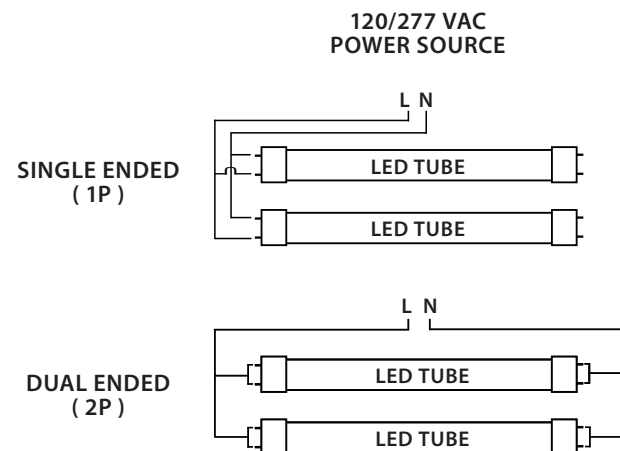 120/277 VAC
POWER SOURCE
L N
SINGLE ENDED
( 1P )
LED TUBE
LED TUBE
L N
DUAL ENDED
( 2P )
LED TUBE
LED TUBE